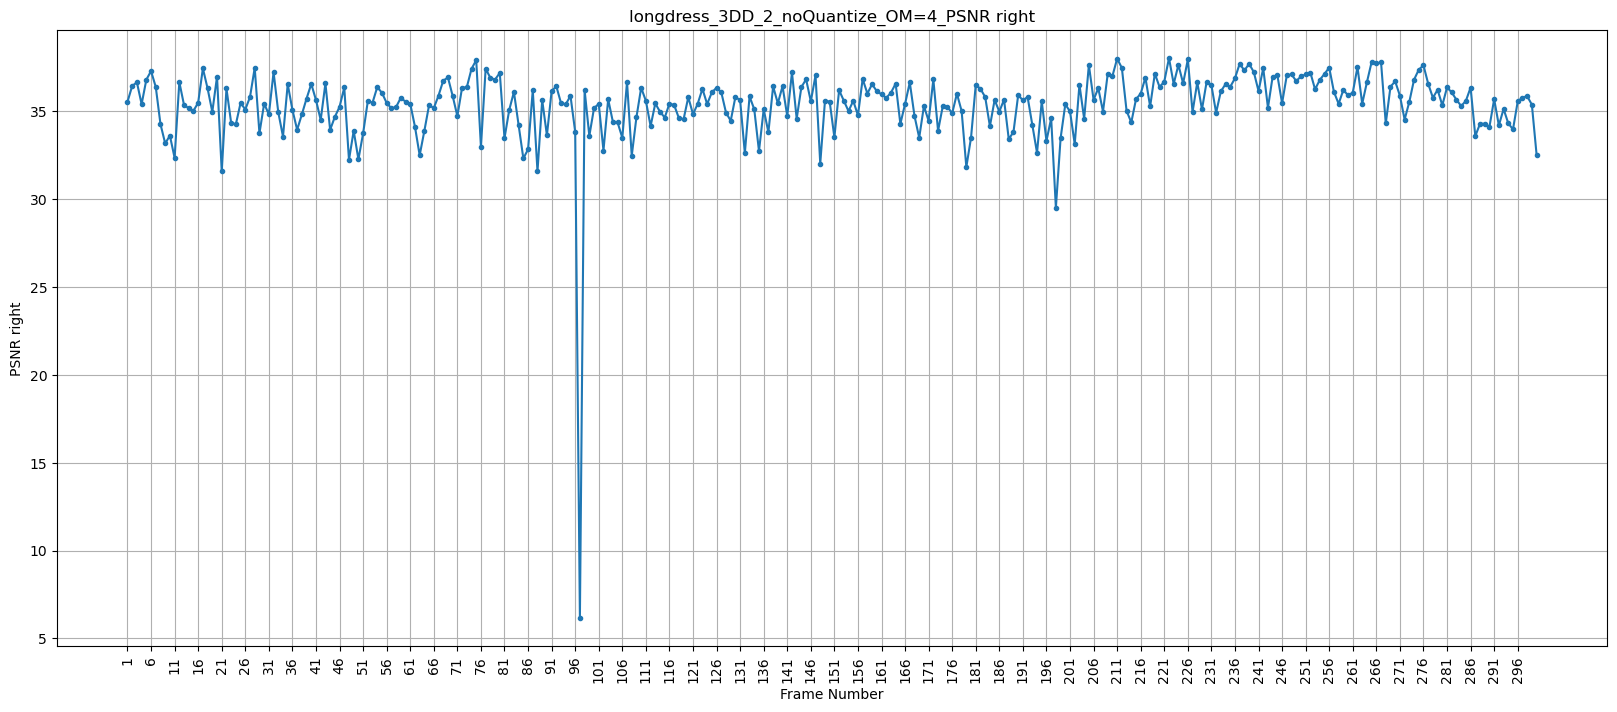 longdress_3DD_2_noQuantize_OM=4_PSNR right
PSNR right
35
30
25
20
15
10
5
1 6 11 16 21 26 31 36 41 46 51 56 61 66 71 76 81 86 91 96 101 106 111 116 121 126 131 136 141 146 151 156 161 166 171 176 181 186 191 196 201 206 211 216 221 226 231 236 241 246 251 256 261 266 271 276 281 286 291 296
Frame Number